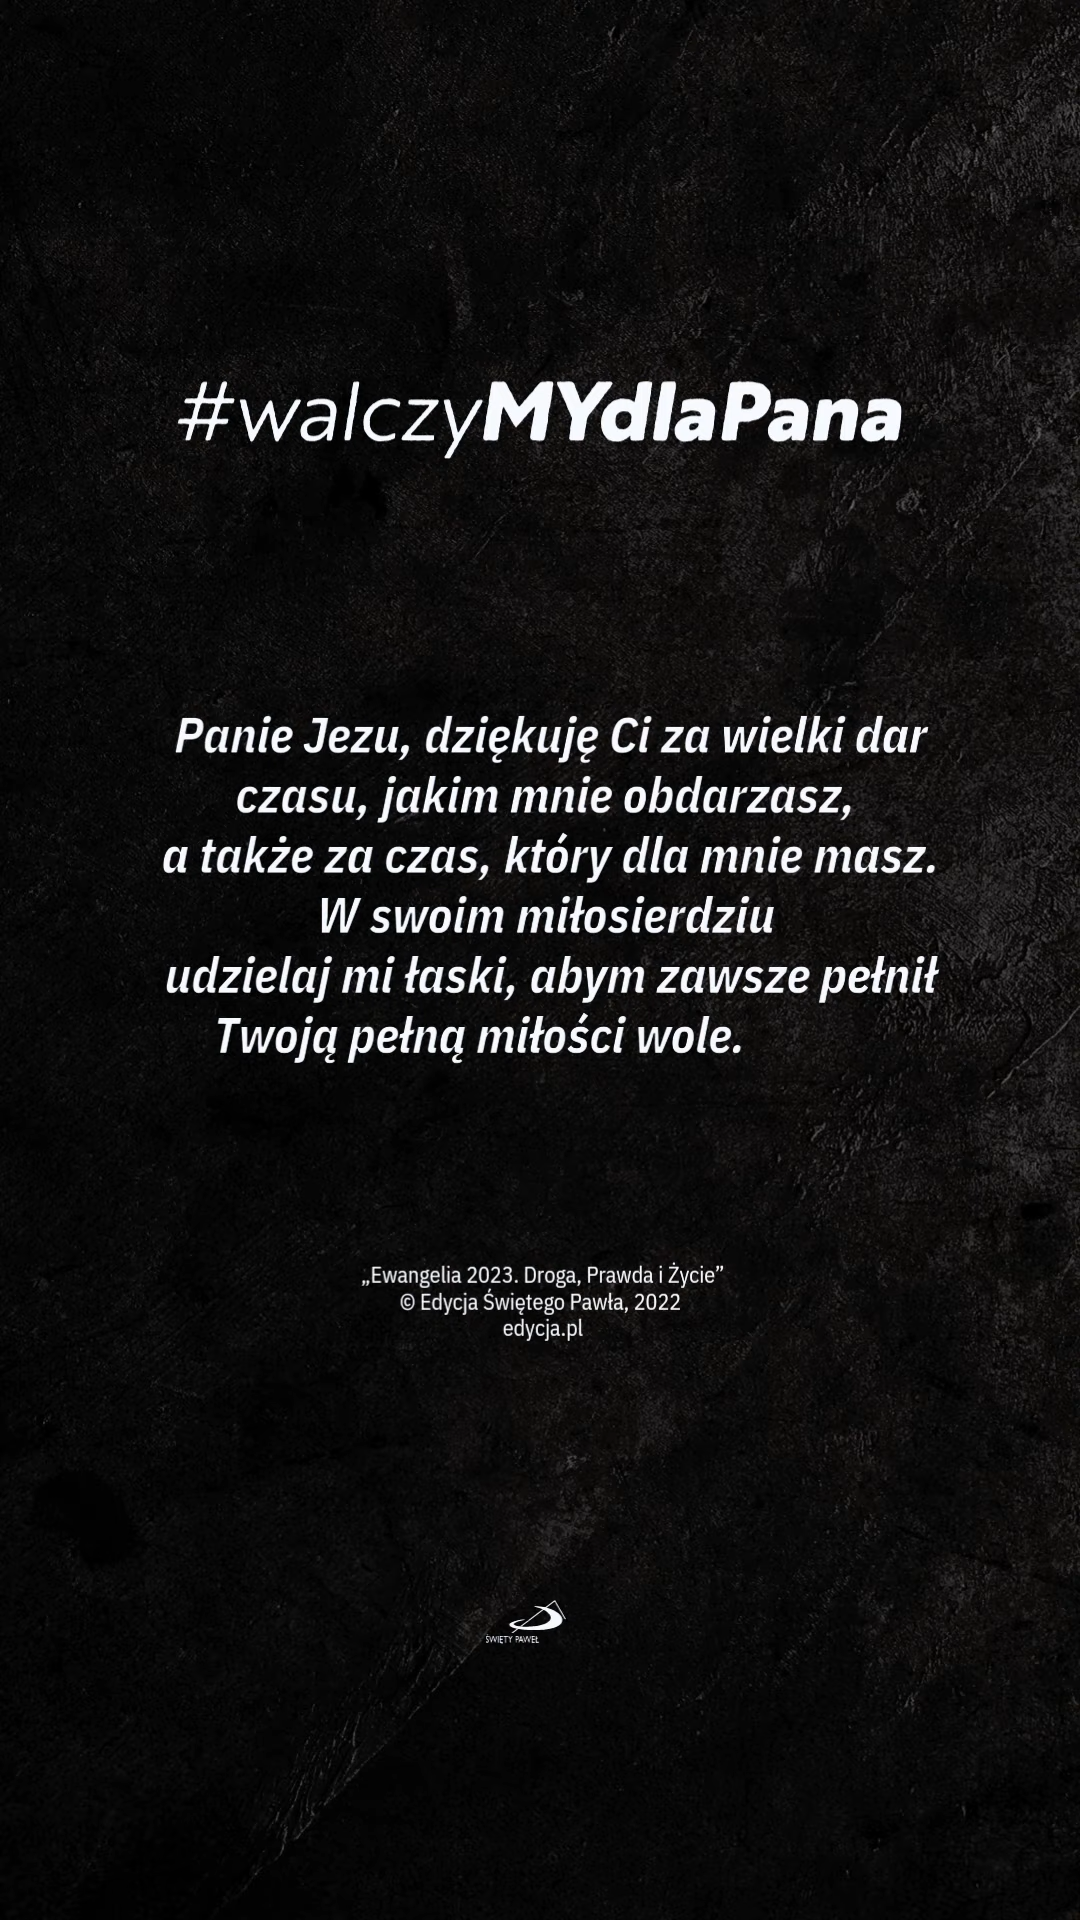 #walczyMYdlaPana
Panie Jezu, dziękuję Ci za wielki dar
czasu, jakim mnie obdarzasz,
a także za czas, który dla mnie masz.
W swoim miłosierdziu
udzielaj mi łaski, abym zawsze pełnił
Twoją pełną miłości wole.
„Ewangelia 2023. Droga, Prawda i Życie”
© Edycja Świętego Pawła, 2022
edycja.pl
ŚWIĘTY PAWEŁ